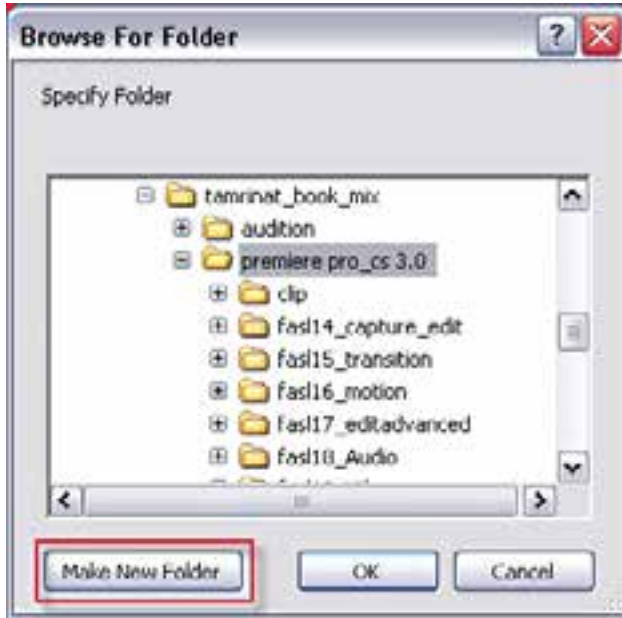 Browse For Folder
Specify Folder
tamrinat_book_mix
audition
premiere pro_cs 3.0
clip
fasl14_capture_edit
fasl15_transition
fasl16_motion
fasl17_editadvanced
fasl18_Audio
Make New Folder
OK
Cancel